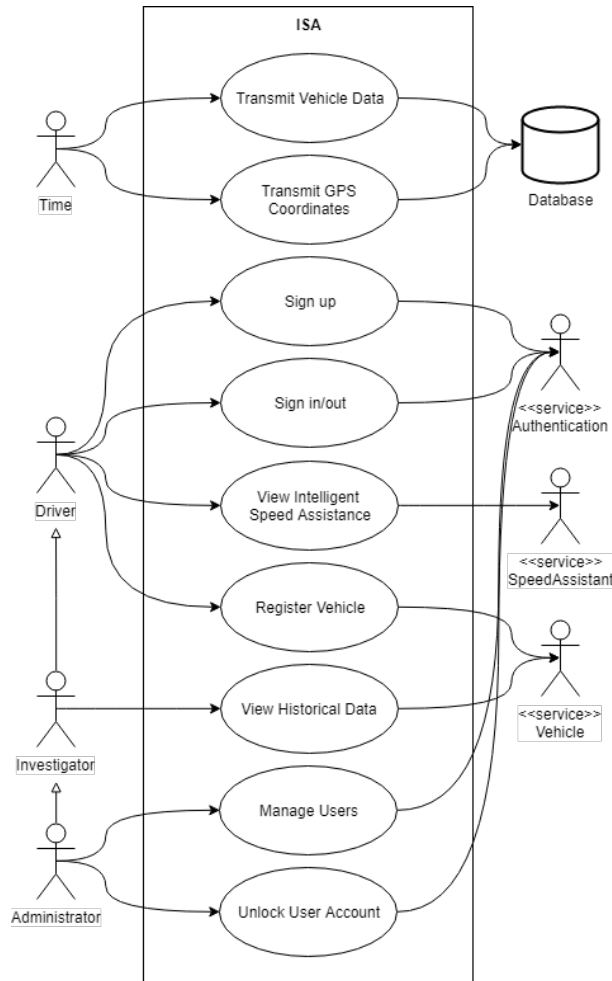 ISA
Transmit Vehicle Data
Time
Transmit GPS
Coordinates
Database
Sign up
Sign in/out
<<service>>
Authentication
Driver
View Intelligent
Speed Assistance
<<service>>
SpeedAssistant
Register Vehicle
Investigator
View Historical Data
<<service>>
Vehicle
Manage Users
Administrator
Unlock User Account